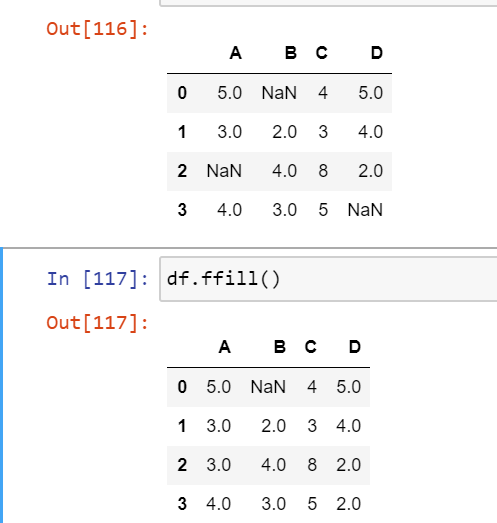 Out[116]:
A B C D
0 5.0 NaN 4 5.0
1 3.0 2.0 3 4.0
2 NaN 4.0 8 2.0
3 4.0 3.0 5 NaN
In [117]: df.ffill()
Out[117]:
A B C D
0 5.0 NaN 4 5.0
1 3.0 2.0 3 4.0
2 3.0 4.0 8 2.0
3 4.0 3.0 5 2.0